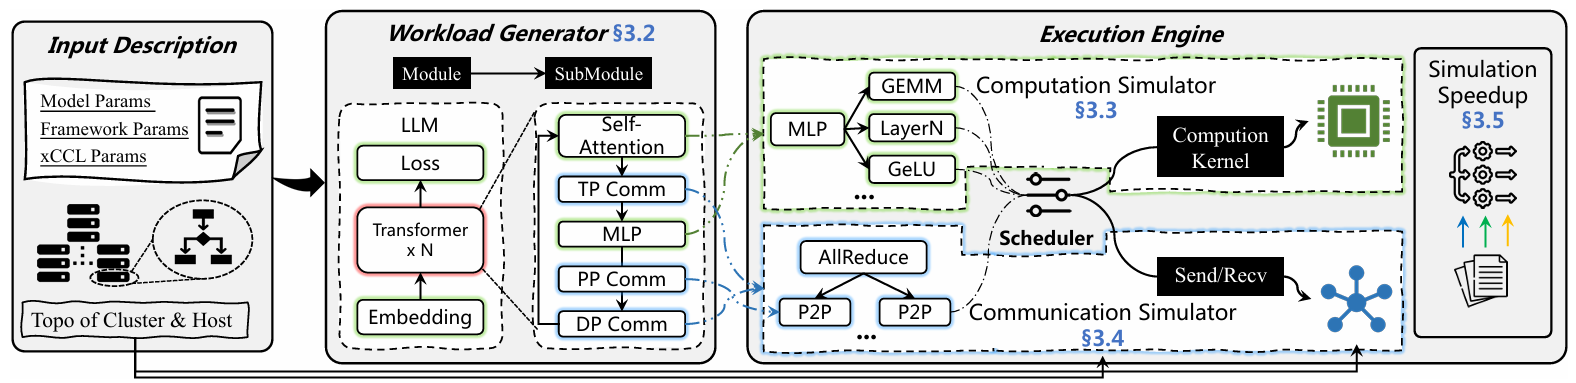 Input Description
Model Params
Framework Params
xCCL Params
Topo of Cluster & Host
Workload Generator §3.2
Module
SubModule
LLM
Loss
Transformer
x N
Embedding
Self-
Attention
TP Comm
MLP
PP Comm
DP Comm
Execution Engine
MLP
GEMM
LayerN
GeLU
...
Computation Simulator
§3.3
Compution
Kernel
Scheduler
AllReduce
P2P
P2P
...
Send/Recv
Communication Simulator
§3.4
Simulation
Speedup
§3.5